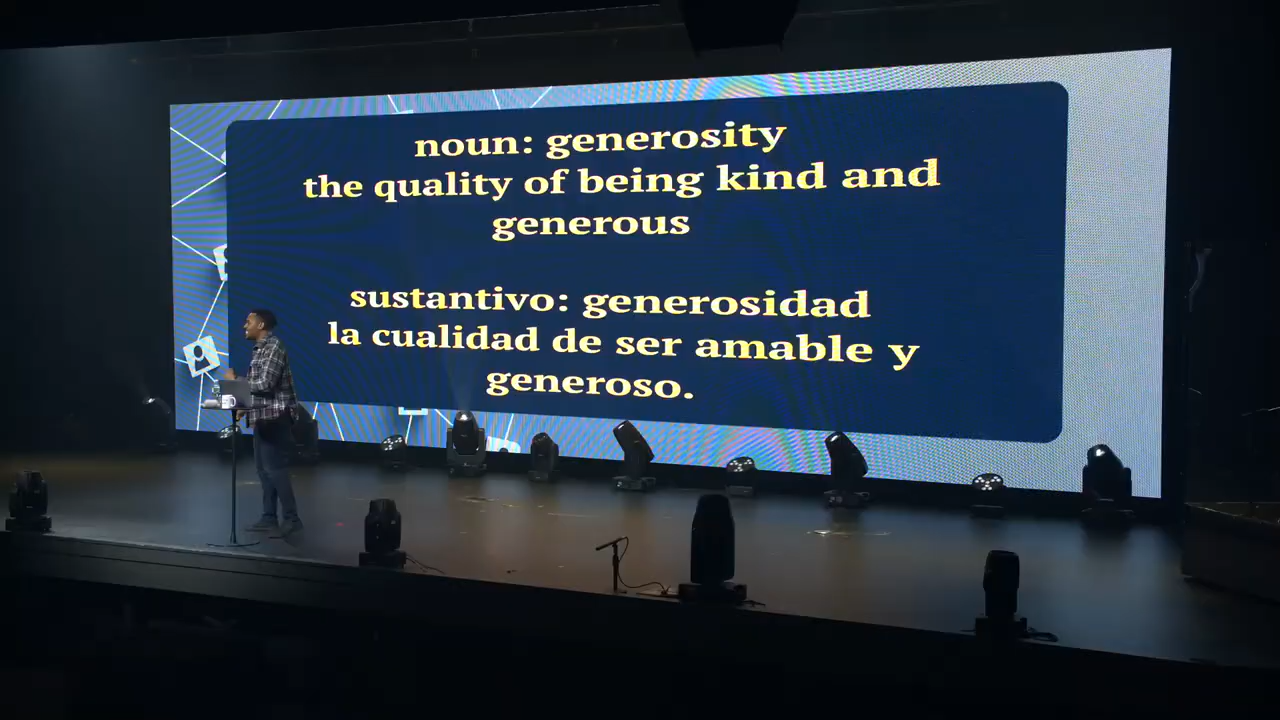 noun: generosity
the quality of being kind and
generous
sustantivo: generosidad
la cualidad de ser amable y
generoso.